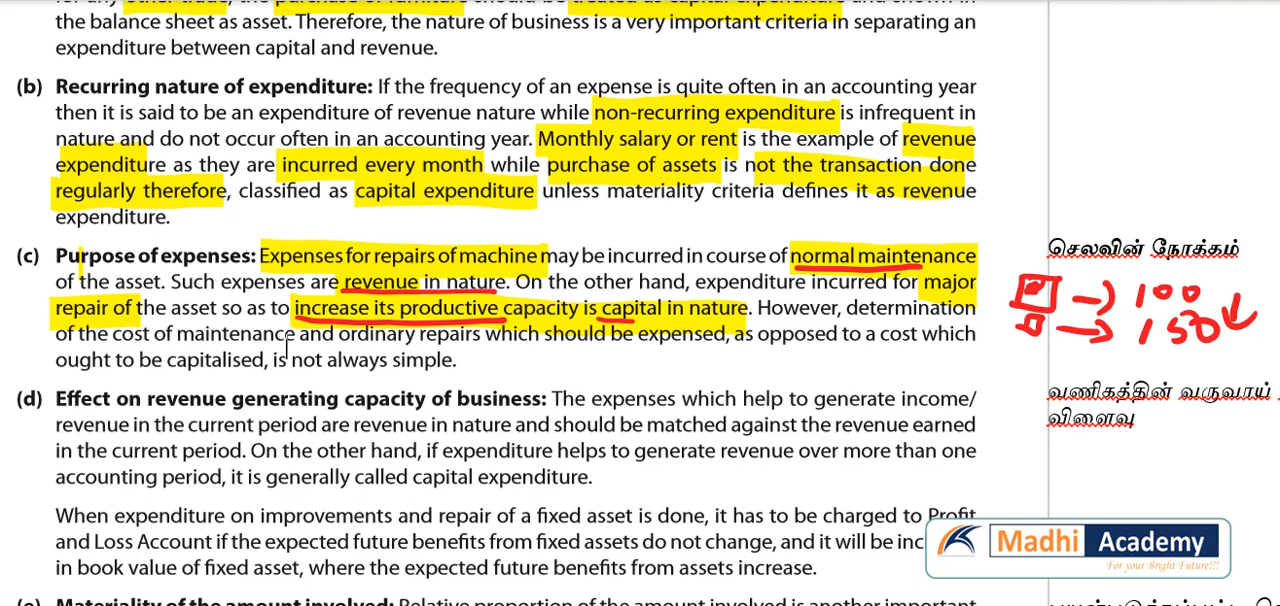 the balance sheet as asset. Therefore, the nature of business is a very important criteria in separating an
expenditure between capital and revenue.
(b) Recurring nature of expenditure: If the frequency of an expense is quite often in an accounting year
then it is said to be an expenditure of revenue nature while non-recurring expenditure is infrequent in
nature and do not occur often in an accounting year. Monthly salary or rent is the example of revenue
expenditure as they are incurred every month while purchase of assets is not the transaction done
regularly therefore, classified as capital expenditure unless materiality criteria defines it as revenue
expenditure.
(c) Purpose of expenses: Expenses for repairs of machine may be incurred in course of normal maintenance
of the asset. Such expenses are revenue in nature. On the other hand, expenditure incurred for major
repair of the asset so as to increase its productive capacity is capital in nature. However, determination
of the cost of maintenance and ordinary repairs which should be expensed, as opposed to a cost which
ought to be capitalised, is not always simple.
செலவின் நோக்கம்
100
150
(d) Effect on revenue generating capacity of business: The expenses which help to generate income/
revenue in the current period are revenue in nature and should be matched against the revenue earned
in the current period. On the other hand, if expenditure helps to generate revenue over more than one
accounting period, it is generally called capital expenditure.
வணிகத்தின் வருவாய்
விளைவு
When expenditure on improvements and repair of a fixed asset is done, it has to be charged to Profit
and Loss Account if the expected future benefits from fixed assets do not change, and it will be
in book value of fixed asset, where the expected future benefits from assets increase.
Madhi Academy
For your Bright Future!!!
(e) Materiality of the amount involved: Relative proportion of the amount involved is another important